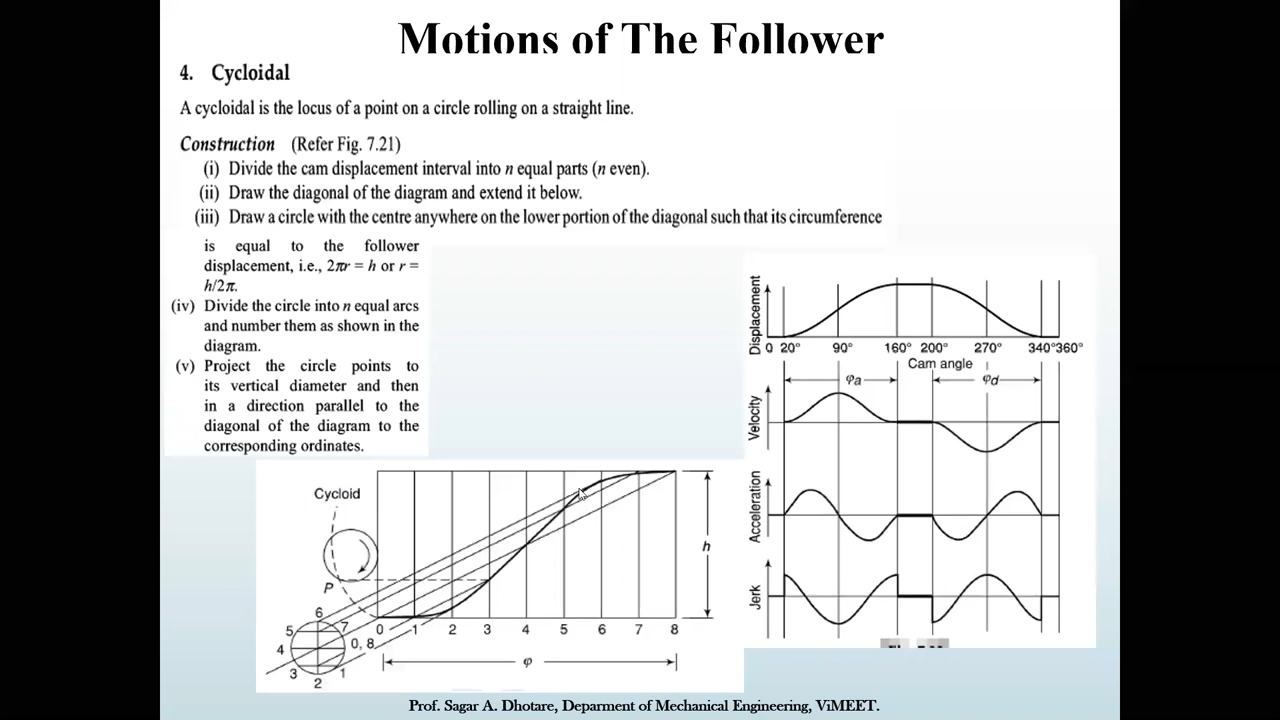 Motions of The Follower
4. Cycloidal
A cycloidal is the locus of a point on a circle rolling on a straight line.
Construction (Refer Fig. 7.21)
(i) Divide the cam displacement interval into n equal parts (n even).
(ii) Draw the diagonal of the diagram and extend it below.
(iii) Draw a circle with the centre anywhere on the lower portion of the diagonal such that its circumference
is equal to the follower
displacement, i.e., 2πr = h or r =
h/2π.
(iv) Divide the circle into n equal arcs
and number them as shown in the
diagram.
(v) Project the circle points to
its vertical diameter and then
in a direction parallel to the
diagonal of the diagram to the
corresponding ordinates.
Cycloid
P
h
6
5
7
4
0, 8
3
1
2
0 1 2 3 4 5 6 7 8
φ
Displacement
0 20° 90° 160° 200° 270° 340° 360°
Cam angle
φa
φd
Velocity
Acceleration
Jerk
Prof. Sagar A. Dhotare, Deparment of Mechanical Engineering, ViMEET.